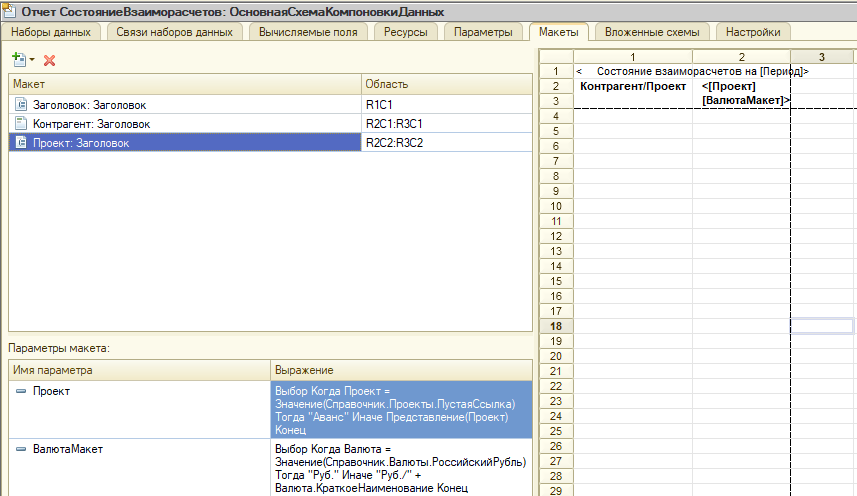 Отчет СостояниеВзаиморасчетов: ОсновнаяСхемаКомпоновкиДанных
Наборы данных Связи наборов данных Вычисляемые поля Ресурсы Параметры Макеты Вложенные схемы Настройки
Макет Область
Заголовок: Заголовок R1C1
Контрагент: Заголовок R2C1:R3C1
Проект: Заголовок R2C2:R3C2
Параметры макета:
Имя параметра Выражение
Проект Выбор Когда Проект =
Значение(Справочник.Проекты.ПустаяСсылка)
Тогда "Аванс" Иначе Представление(Проект)
Конец
ВалютаМакет Выбор Когда Валюта =
Значение(Справочник.Валюты.РоссийскийРубль)
Тогда "Руб." Иначе "Руб./" +
Валюта.КраткоеНаименование Конец
1 2 3
1 < Состояние взаиморасчетов на [Период]>
2 Контрагент/Проект <[Проект]
3 [ВалютаМакет]>
4
5
6
7
8
9
10
11
12
13
14
15
16
17
18
19
20
21
22
23
24
25
26
27
28
29